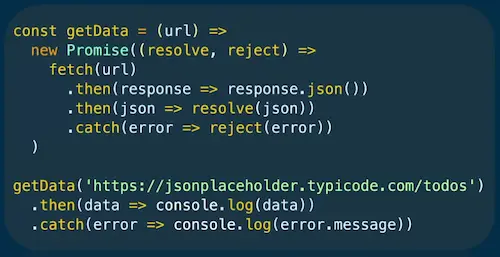 const getData = (url) =>
  new Promise((resolve, reject) =>
    fetch(url)
      .then(response => response.json())
      .then(json => resolve(json))
      .catch(error => reject(error))
  )

getData('https://jsonplaceholder.typicode.com/todos')
  .then(data => console.log(data))
  .catch(error => console.log(error.message))